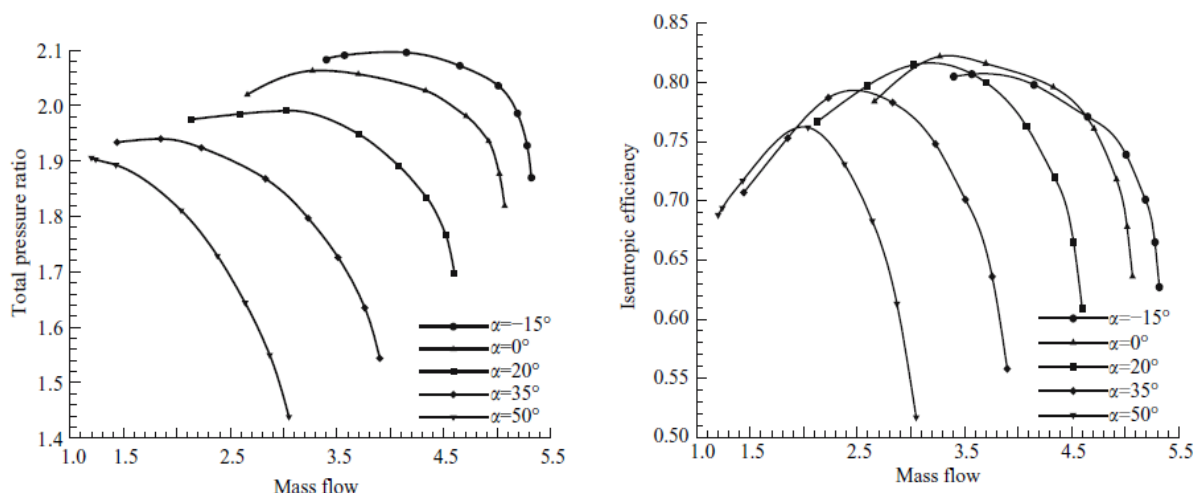 Total pressure ratio
2.1
2.0
1.9
1.8
1.7
1.6
1.5
1.4
1.0
1.5
2.5
3.5
4.5
5.5
Mass flow
α=−15°
α=0°
α=20°
α=35°
α=50°
Isentropic efficiency
0.85
0.80
0.75
0.70
0.65
0.60
0.55
0.50
1.0
1.5
2.5
3.5
4.5
5.5
Mass flow
α=−15°
α=0°
α=20°
α=35°
α=50°